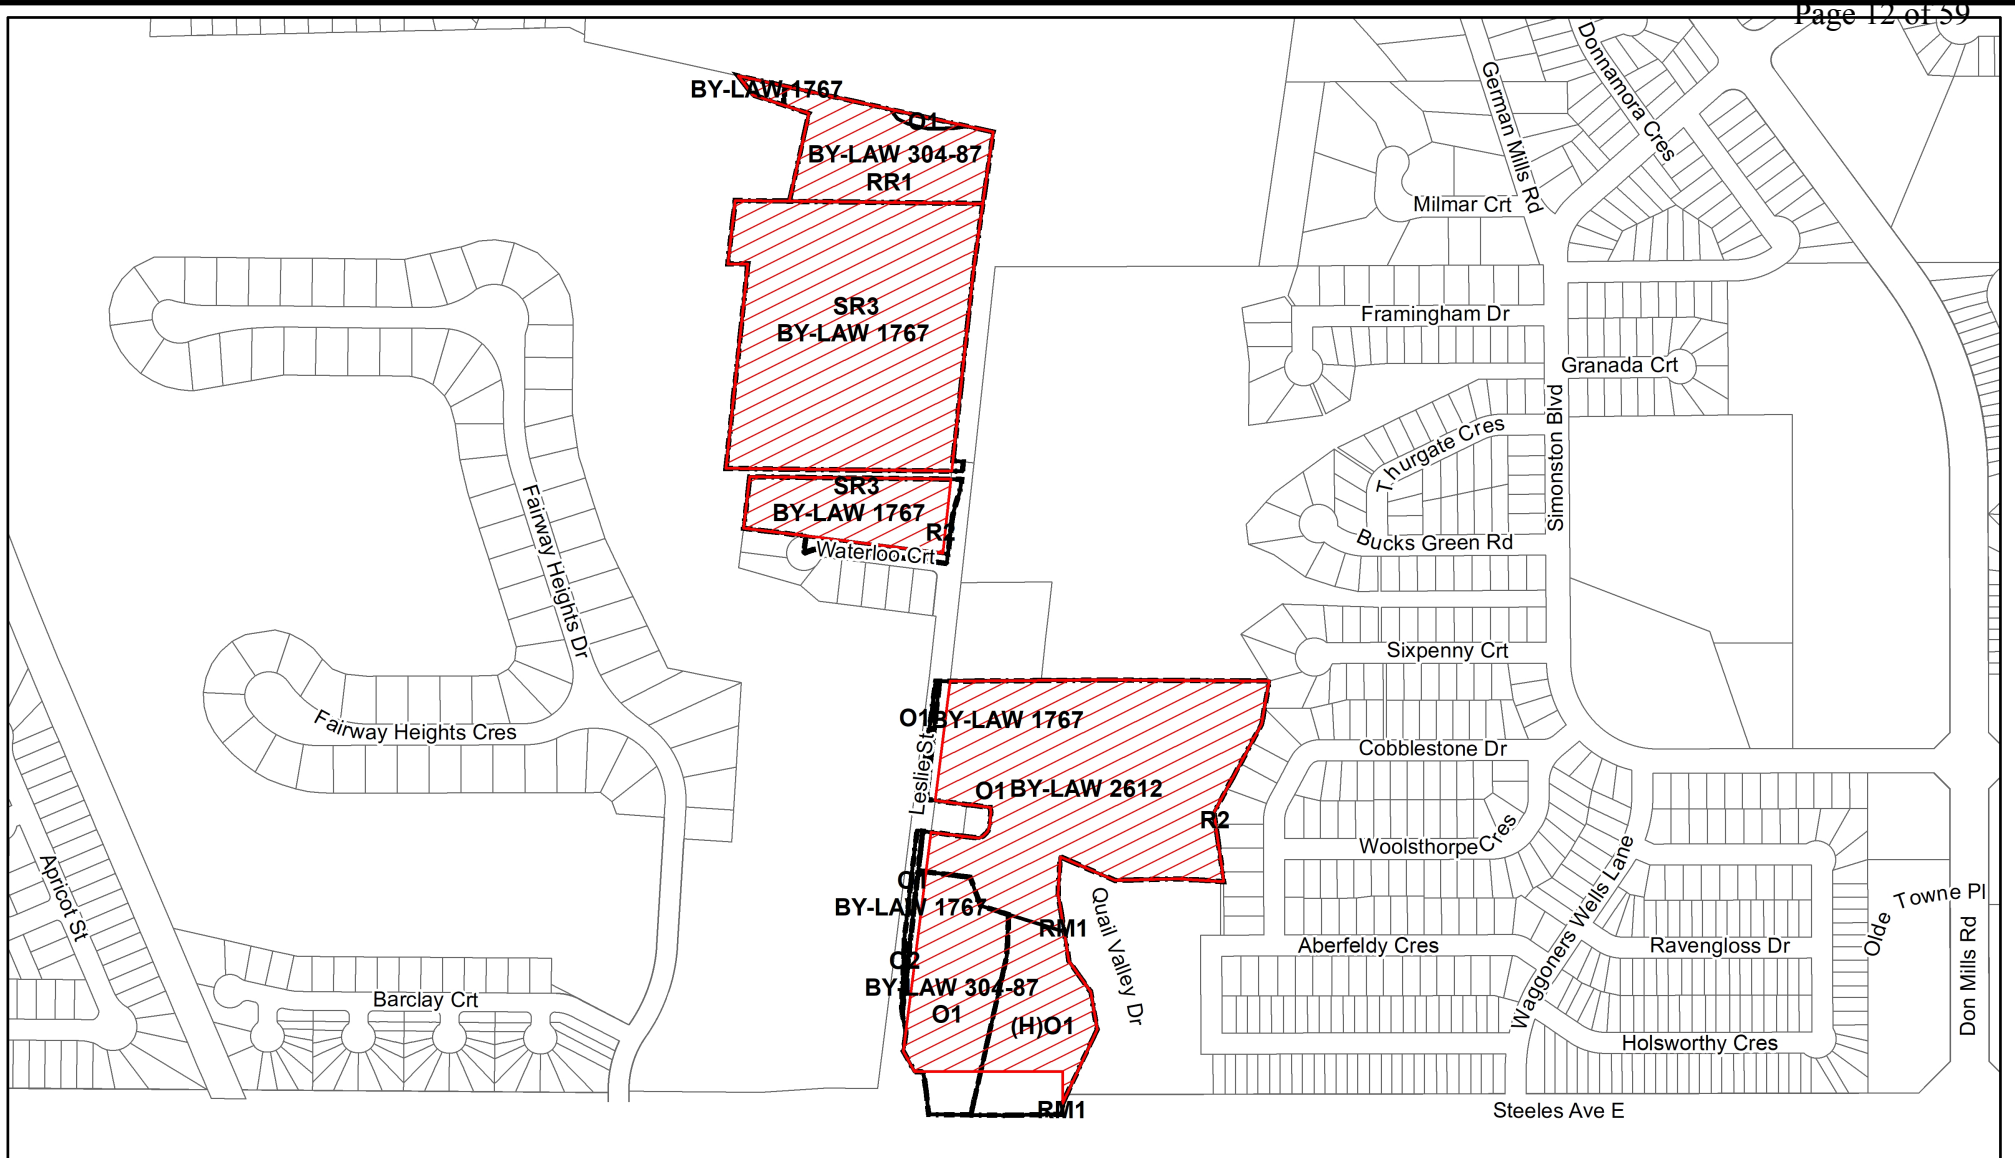 Page 12 of 59
BY-LAW 1767
O1
BY-LAW 304-87
RR1
German Mills Rd
Donnamora Cres
Milmar Crt
SR3
BY-LAW 1767
Framingham Dr
Granada Crt
Simonston Blvd
Thurgate Cres
SR3
BY-LAW 1767
R2
Waterloo Crt
Bucks Green Rd
Fairway Heights Dr
Sixpenny Crt
Fairway Heights Cres
O1
BY-LAW 1767
Leslie St
Cobblestone Dr
O1
BY-LAW 2612
R2
Woolsthorpe Cres
Waggoners Wells Lane
Apricot St
O1
BY-LAW 1767
RM1
Quail Valley Dr
Aberfeldy Cres
Ravengloss Dr
Olde Towne Pl
Don Mills Rd
O2
BY-LAW 304-87
O1
(H)O1
Barclay Crt
Holsworthy Cres
RM1
Steeles Ave E